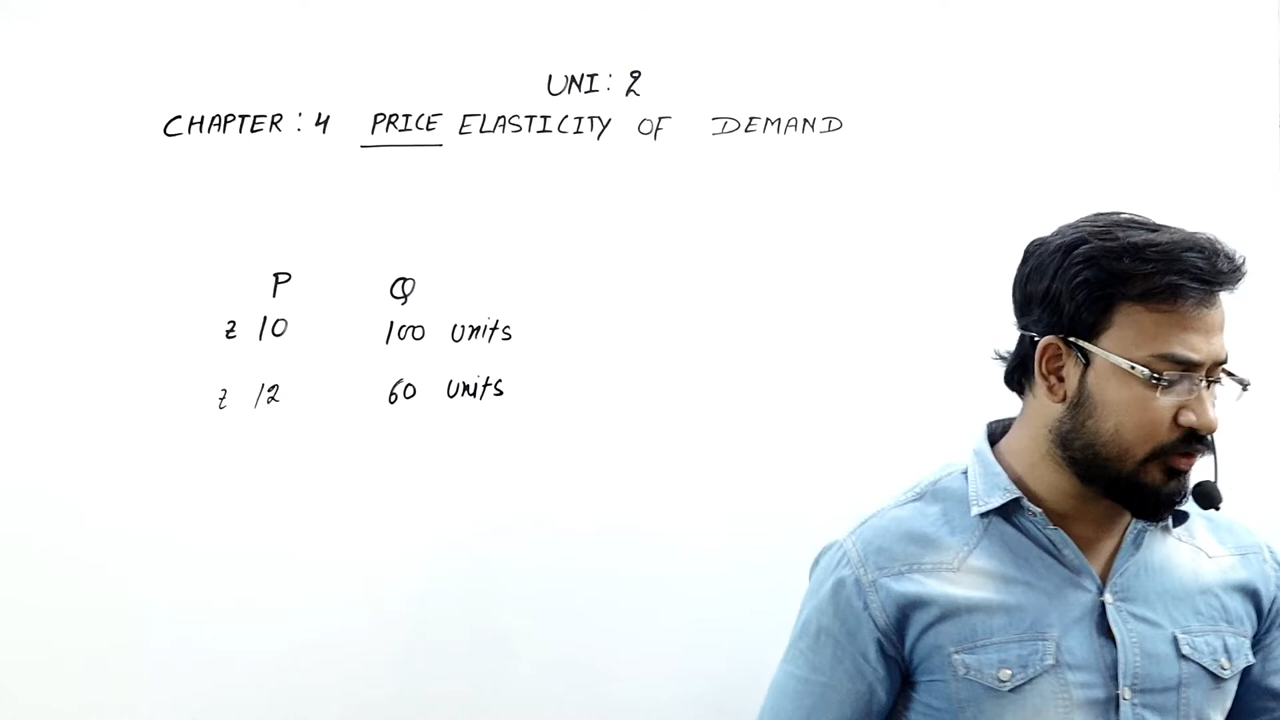 UNI: 2
CHAPTER: 4 PRICE ELASTICITY OF DEMAND
P Q
z 10 100 units
z 12 60 units